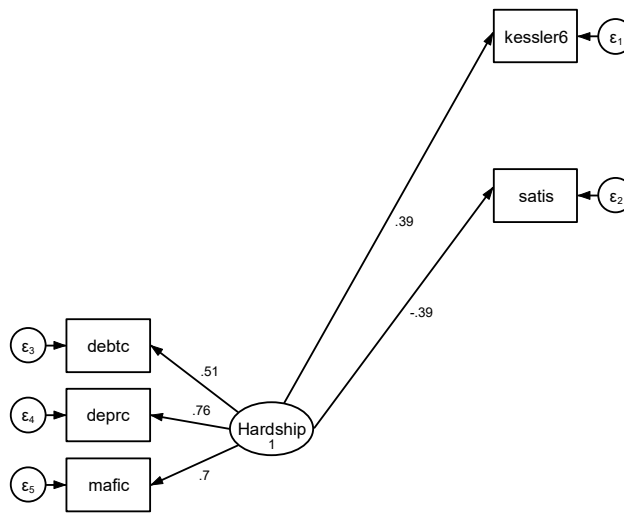 kessler6
ε₁
satis
ε₂
.39
-.39
ε₃
debtc
.51
ε₄
deprc
.76
Hardship
1
ε₅
mafic
.7